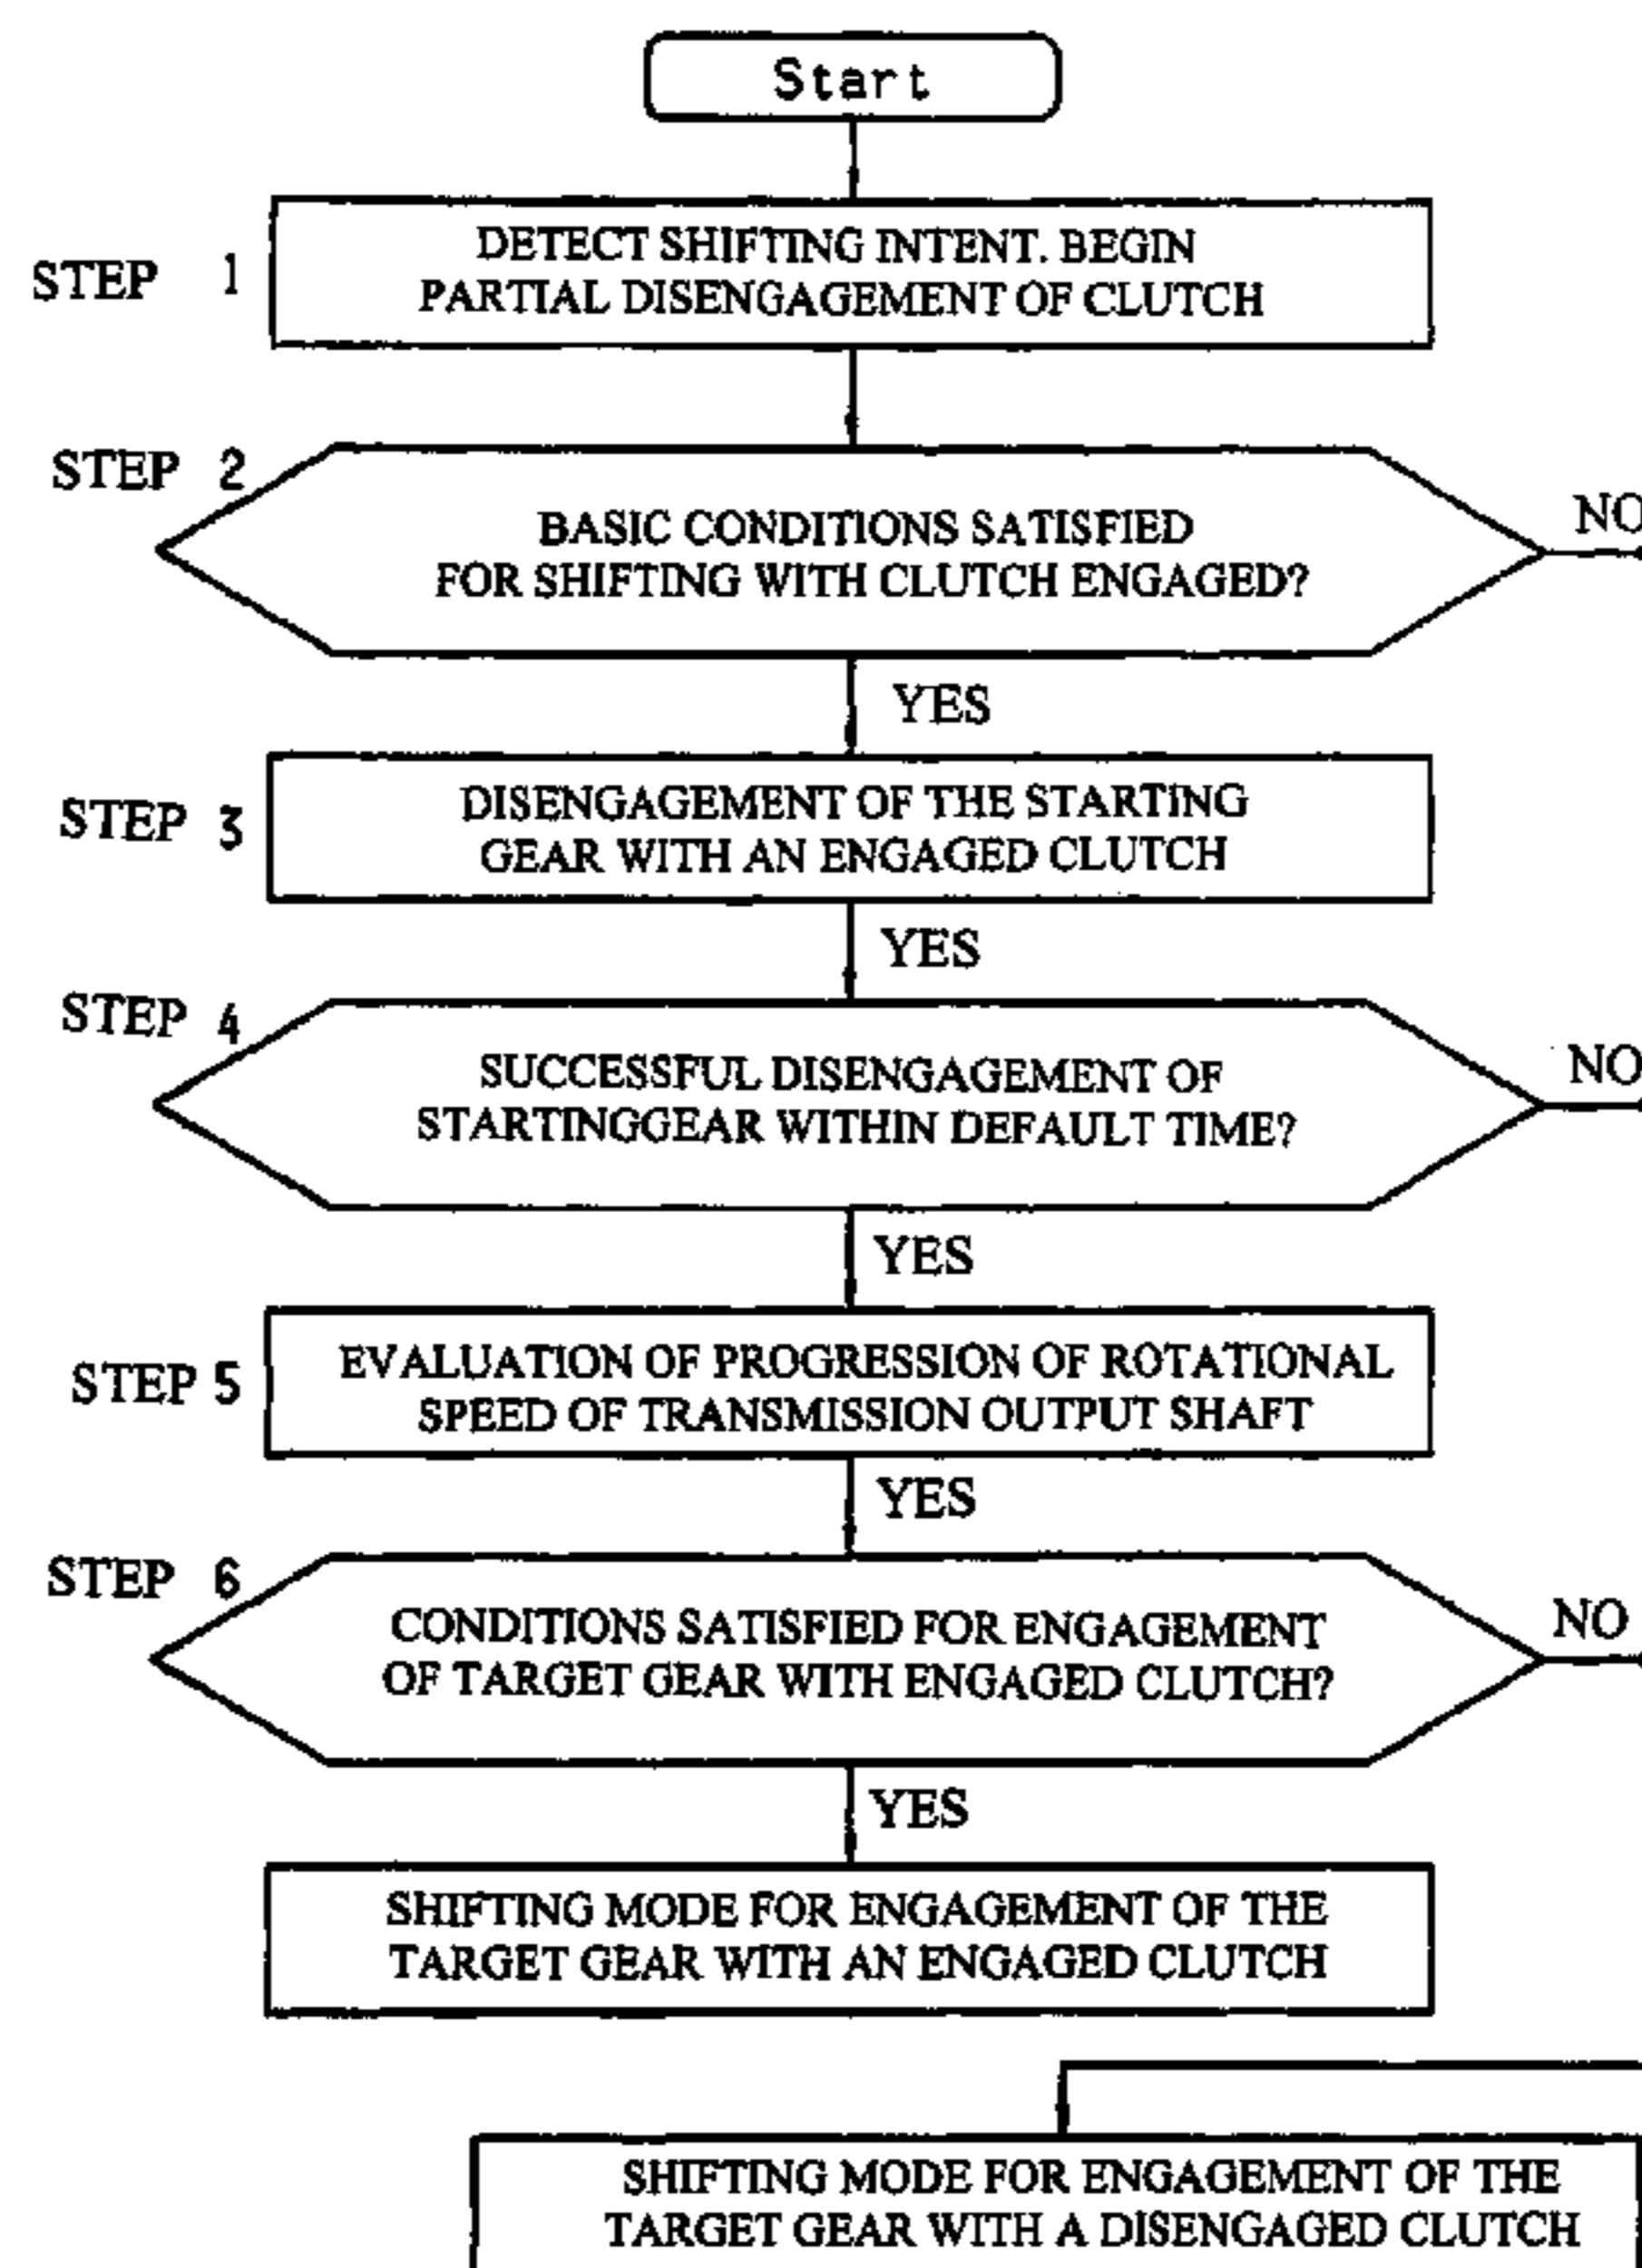 Start
STEP 1
DETECT SHIFTING INTENT. BEGIN
PARTIAL DISENGAGEMENT OF CLUTCH
STEP 2
BASIC CONDITIONS SATISFIED
FOR SHIFTING WITH CLUTCH ENGAGED?
NO
YES
STEP 3
DISENGAGEMENT OF THE STARTING
GEAR WITH AN ENGAGED CLUTCH
YES
STEP 4
SUCCESSFUL DISENGAGEMENT OF
STARTINGGEAR WITHIN DEFAULT TIME?
NO
YES
STEP 5
EVALUATION OF PROGRESSION OF ROTATIONAL
SPEED OF TRANSMISSION OUTPUT SHAFT
YES
STEP 6
CONDITIONS SATISFIED FOR ENGAGEMENT
OF TARGET GEAR WITH ENGAGED CLUTCH?
NO
YES
SHIFTING MODE FOR ENGAGEMENT OF THE
TARGET GEAR WITH AN ENGAGED CLUTCH
SHIFTING MODE FOR ENGAGEMENT OF THE
TARGET GEAR WITH A DISENGAGED CLUTCH